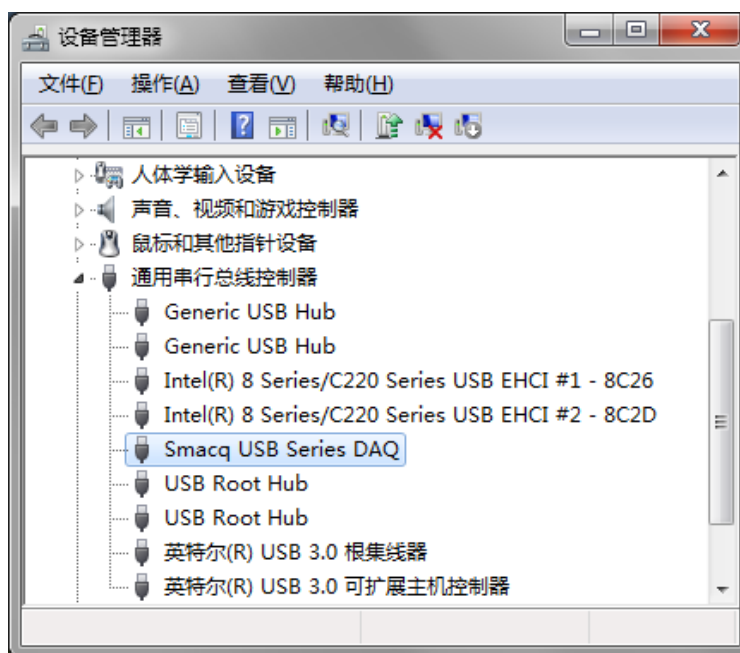 设备管理器
文件(F) 操作(A) 查看(V) 帮助(H)
人体学输入设备
声音、视频和游戏控制器
鼠标和其他指针设备
通用串行总线控制器
Generic USB Hub
Generic USB Hub
Intel(R) 8 Series/C220 Series USB EHCI #1 - 8C26
Intel(R) 8 Series/C220 Series USB EHCI #2 - 8C2D
Smacq USB Series DAQ
USB Root Hub
USB Root Hub
英特尔(R) USB 3.0 根集线器
英特尔(R) USB 3.0 可扩展主机控制器